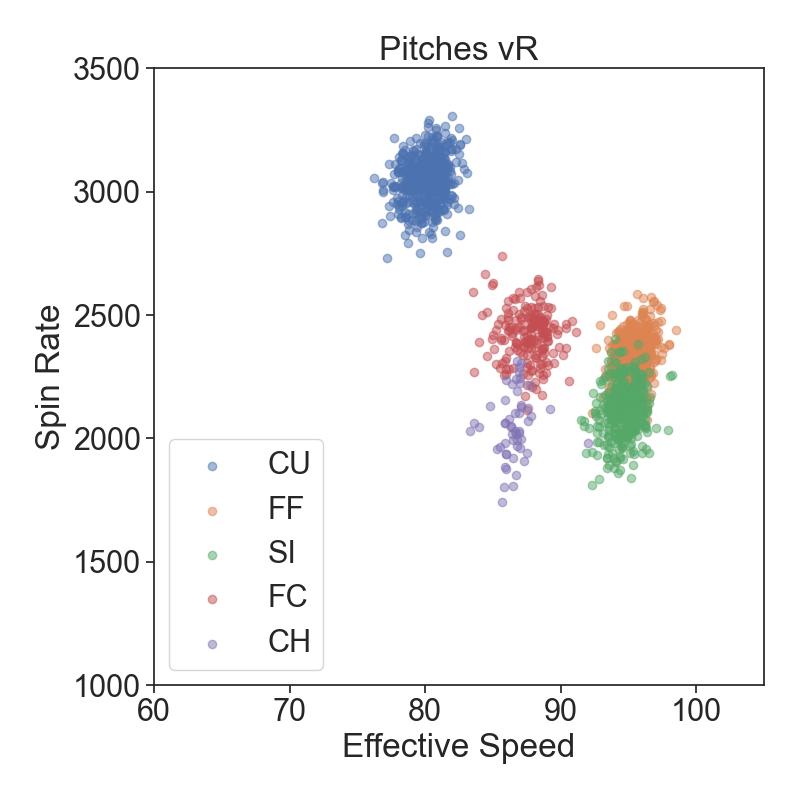 Pitches vR
3500
3000
2500
2000
1500
1000
Spin Rate
CU
FF
SI
FC
CH
60 70 80 90 100
Effective Speed